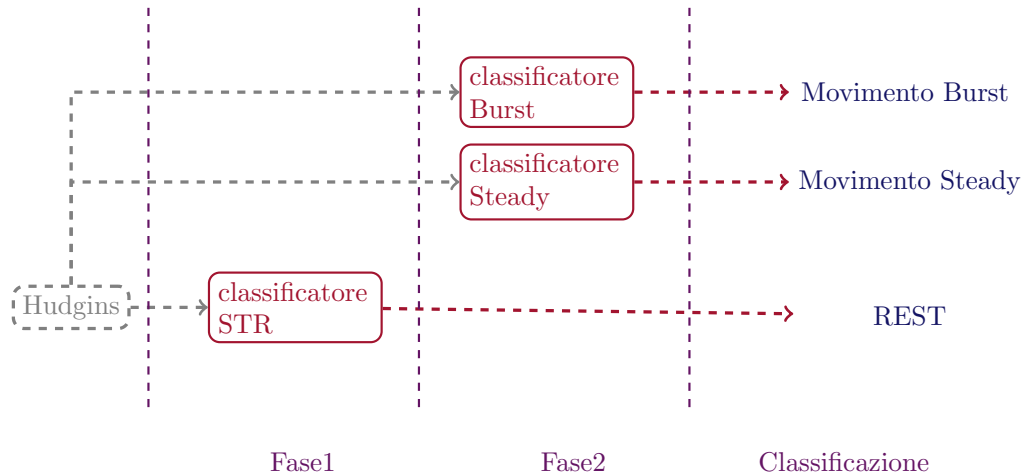 classificatore
Burst
Movimento Burst
classificatore
Steady
Movimento Steady
Hudgins
classificatore
STR
REST
Fase1
Fase2
Classificazione